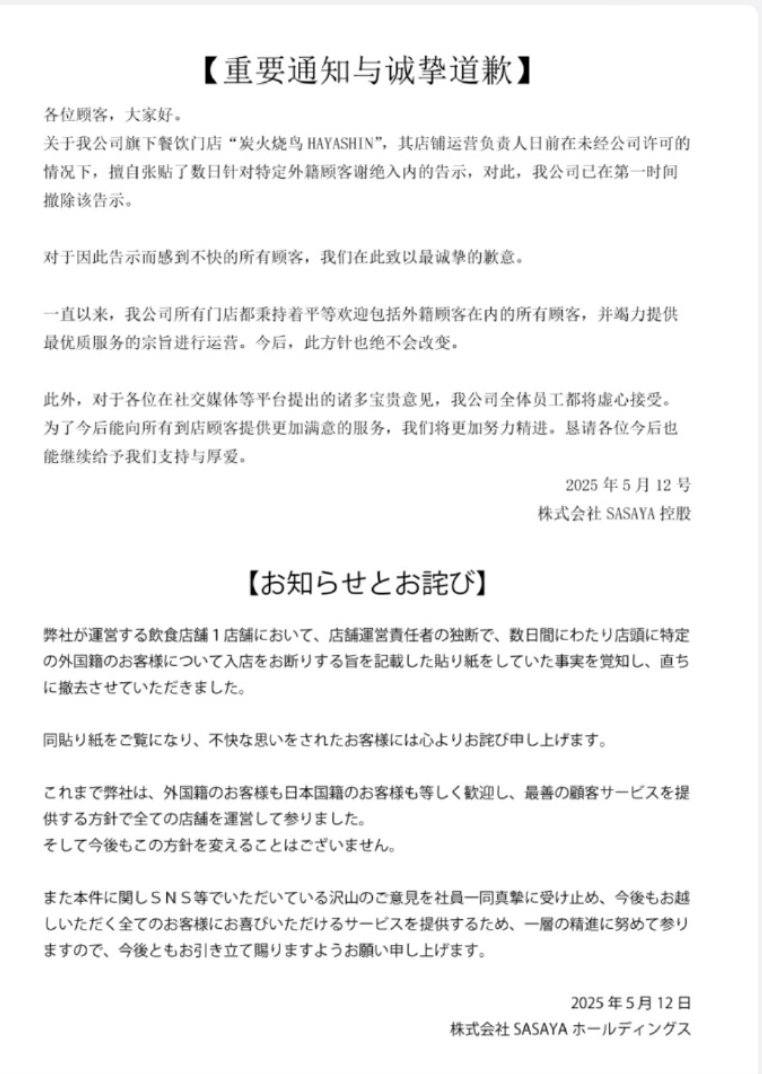 【重要通知与诚挚道歉】
各位顾客，大家好。
关于我公司旗下餐饮门店“炭火烧鸟 HAYASHIN”，其店铺运营负责人日前在未经公司许可的
情况下，擅自张贴了数日针对特定外籍顾客谢绝入内的告示，对此，我公司已在第一时间
撤除该告示。
对于因此告示而感到不快的所有顾客，我们在此致以最诚挚的歉意。
一直以来，我公司所有门店都秉持着平等欢迎包括外籍顾客在内的所有顾客，并竭力提供
最优质服务的宗旨进行运营。今后，此方针也绝不会改变。
此外，对于各位在社交媒体等平台提出的诸多宝贵意见，我公司全体员工都将虚心接受。
为了今后能向所有到店顾客提供更加满意的服务，我们将更加努力精进。恳请各位今后也
能继续给予我们支持与厚爱。
2025 年 5 月 12 号
株式会社 SASAYA 控股
【お知らせとお詫び】
弊社が運営する飲食店舗１店舗において、店舗運営責任者の独断で、数日間にわたり店頭に特定
の外国籍のお客様について入店をお断りする旨を記載した貼り紙をしていた事実を覚知し、直ち
に撤去させていただきました。
同貼り紙をご覧になり、不快な思いをされたお客様には心よりお詫び申し上げます。
これまで弊社は、外国籍のお客様も日本国籍のお客様も等しく歓迎し、最善の顧客サービスを提
供する方針で全ての店舗を運営して参りました。
そして今後もこの方針を変えることはございません。
また本件に関しＳＮＳ等でいただいている沢山のご意見を社員一同真摯に受け止め、今後もお越
しいただく全てのお客様にお喜びいただけるサービスを提供するため、一層の精進に努めて参り
ますので、今後ともお引き立て賜りますようお願い申し上げます。
2025 年 5 月 12 日
株式会社 SASAYA ホールディングス